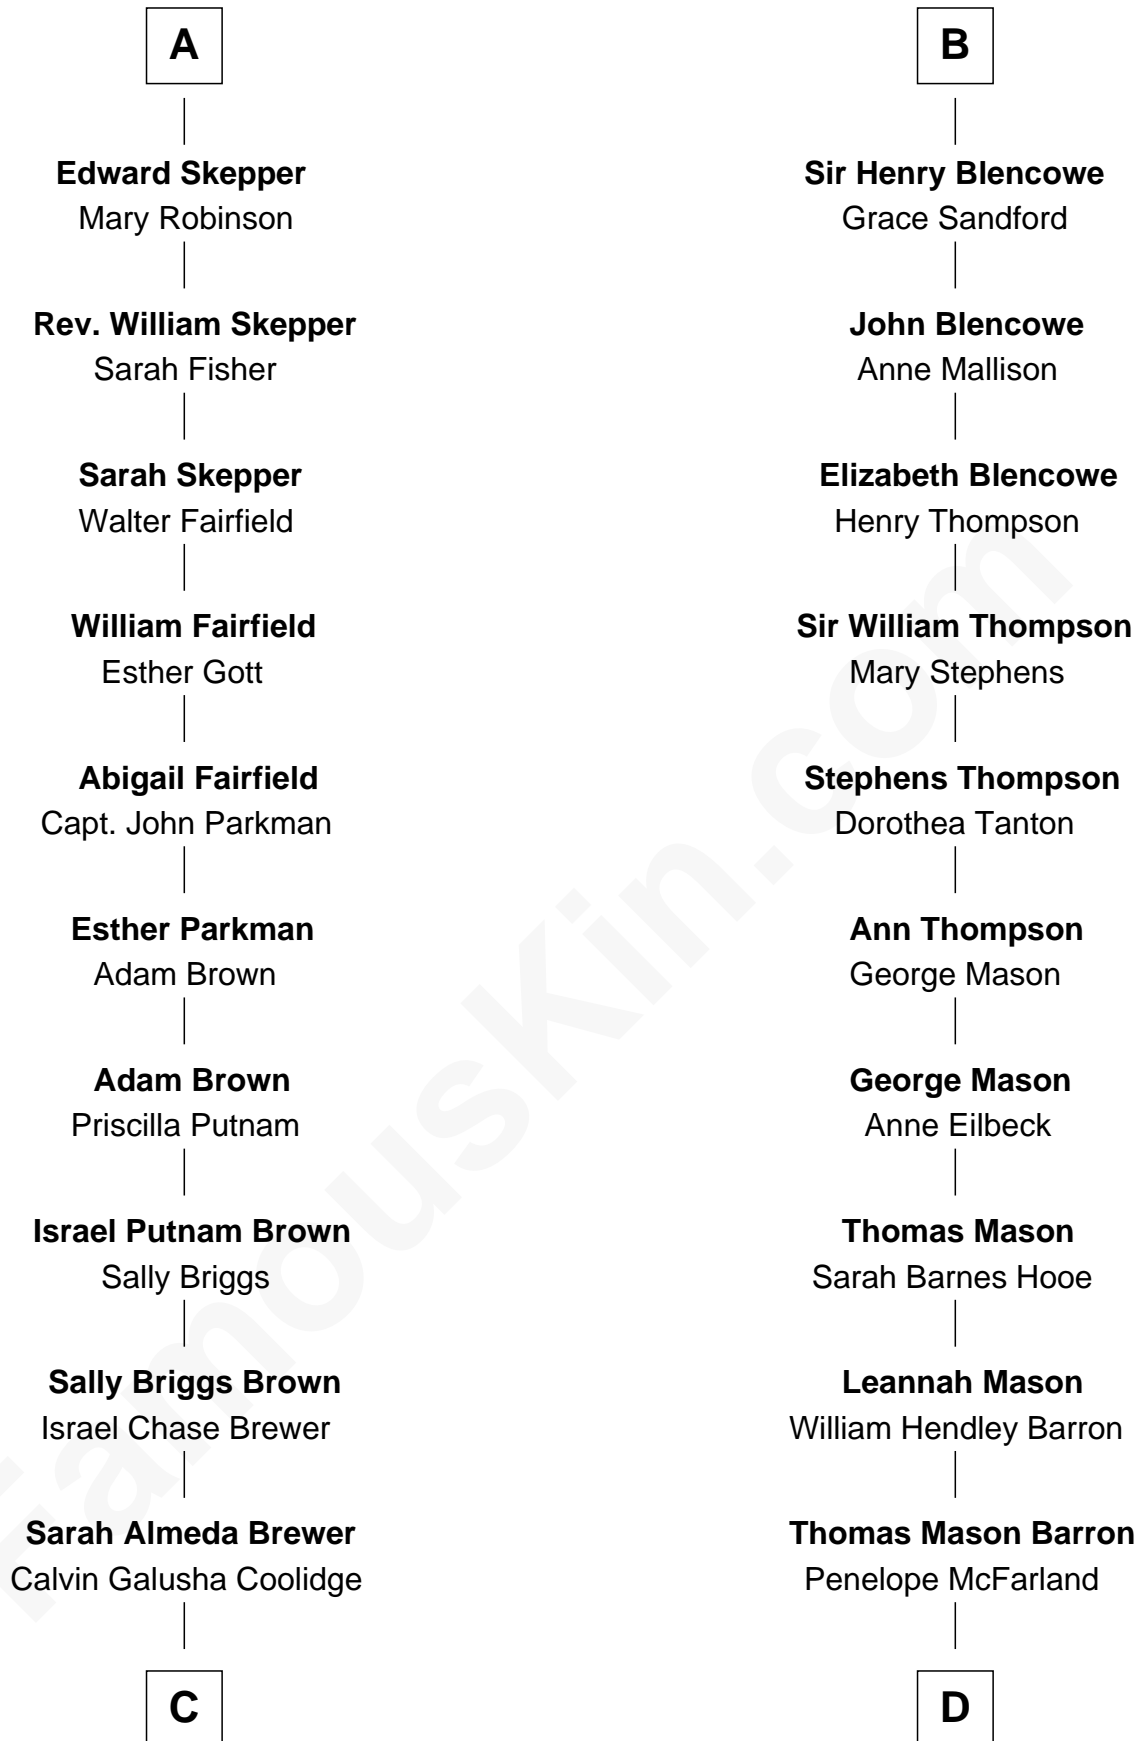 A
Edward Skepper
Mary Robinson
Rev. William Skepper
Sarah Fisher
Sarah Skepper
Walter Fairfield
William Fairfield
Esther Gott
Abigail Fairfield
Capt. John Parkman
Esther Parkman
Adam Brown
Adam Brown
Priscilla Putnam
Israel Putnam Brown
Sally Briggs
Sally Briggs Brown
Israel Chase Brewer
Sarah Almeda Brewer
Calvin Galusha Coolidge
C
B
Sir Henry Blencowe
Grace Sandford
John Blencowe
Anne Mallison
Elizabeth Blencowe
Henry Thompson
Sir William Thompson
Mary Stephens
Stephens Thompson
Dorothea Tanton
Ann Thompson
George Mason
George Mason
Anne Eilbeck
Thomas Mason
Sarah Barnes Hooe
Leannah Mason
William Hendley Barron
Thomas Mason Barron
Penelope McFarland
D
FamousKin.com